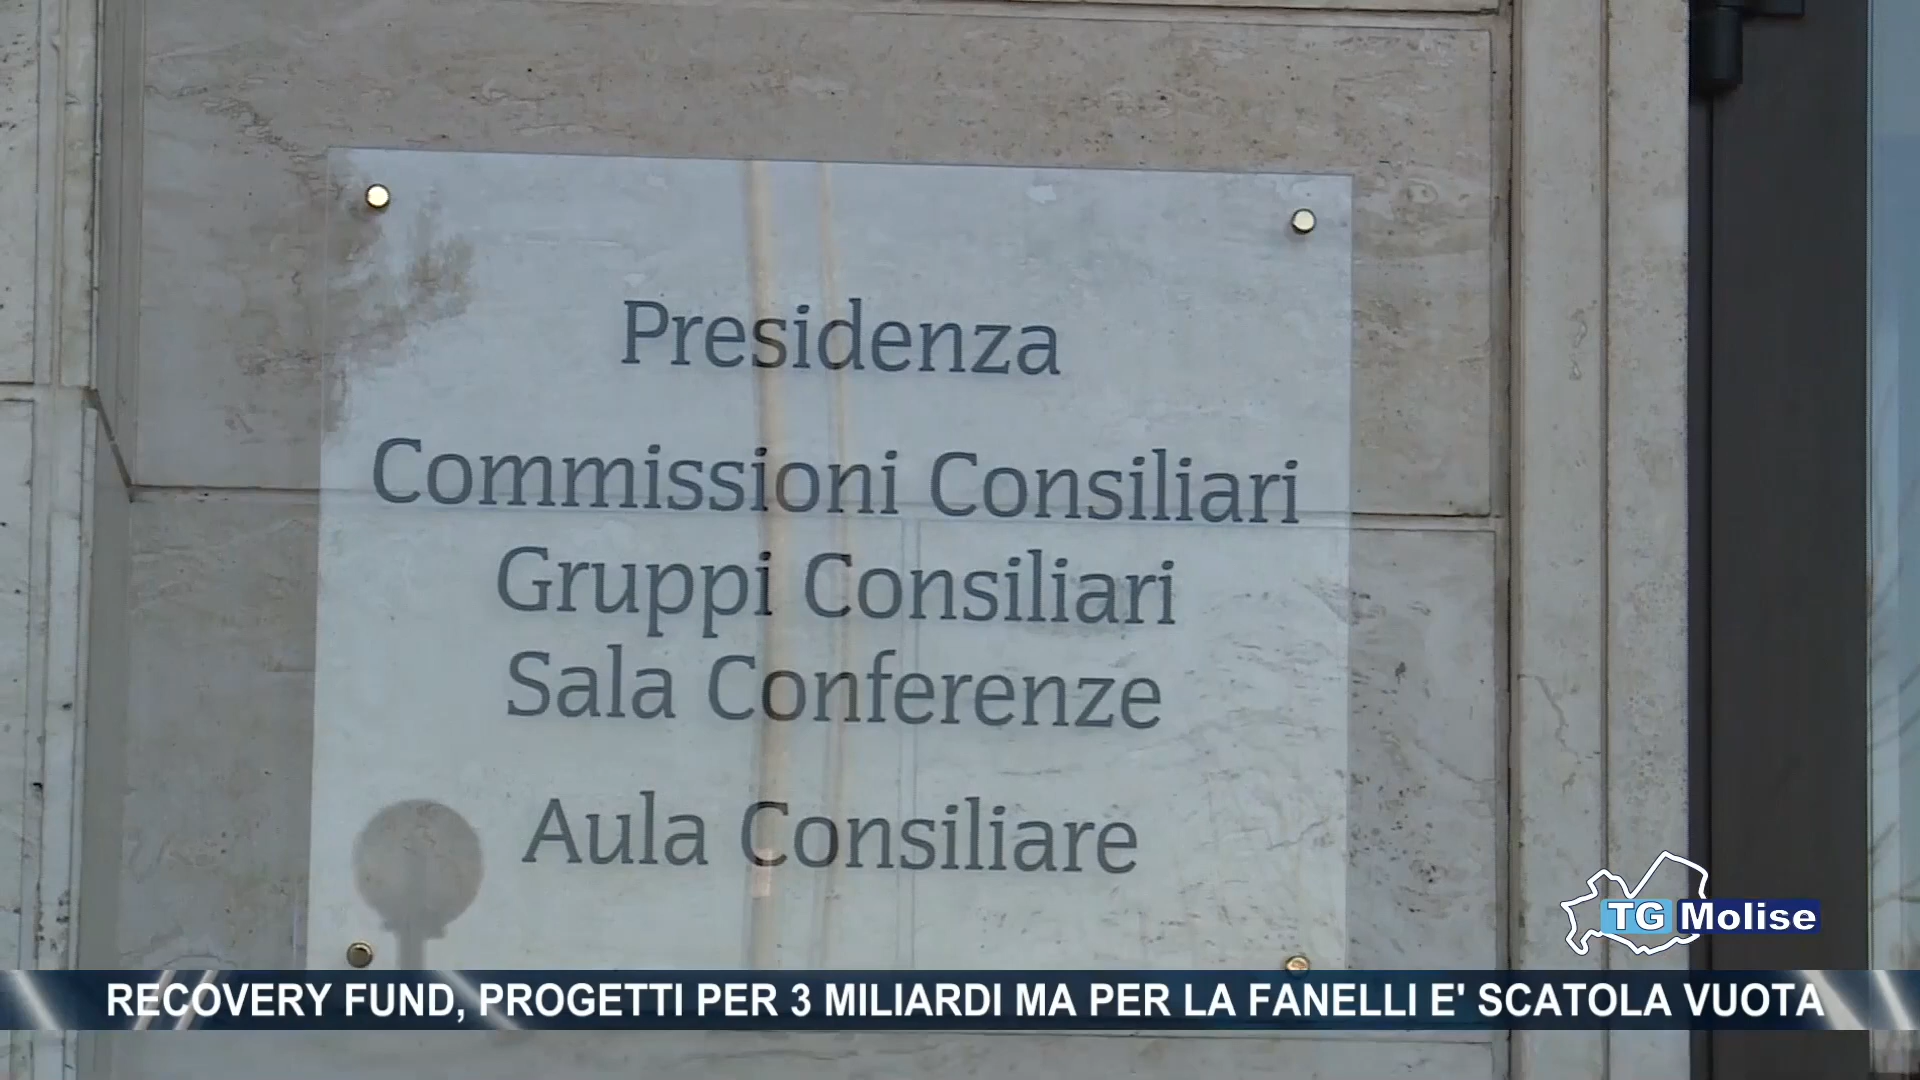 Presidenza
Commissioni Consiliari
Gruppi Consiliari
Sala Conferenze
Aula Consiliare
TG Molise
RECOVERY FUND, PROGETTI PER 3 MILIARDI MA PER LA FANELLI E' SCATOLA VUOTA